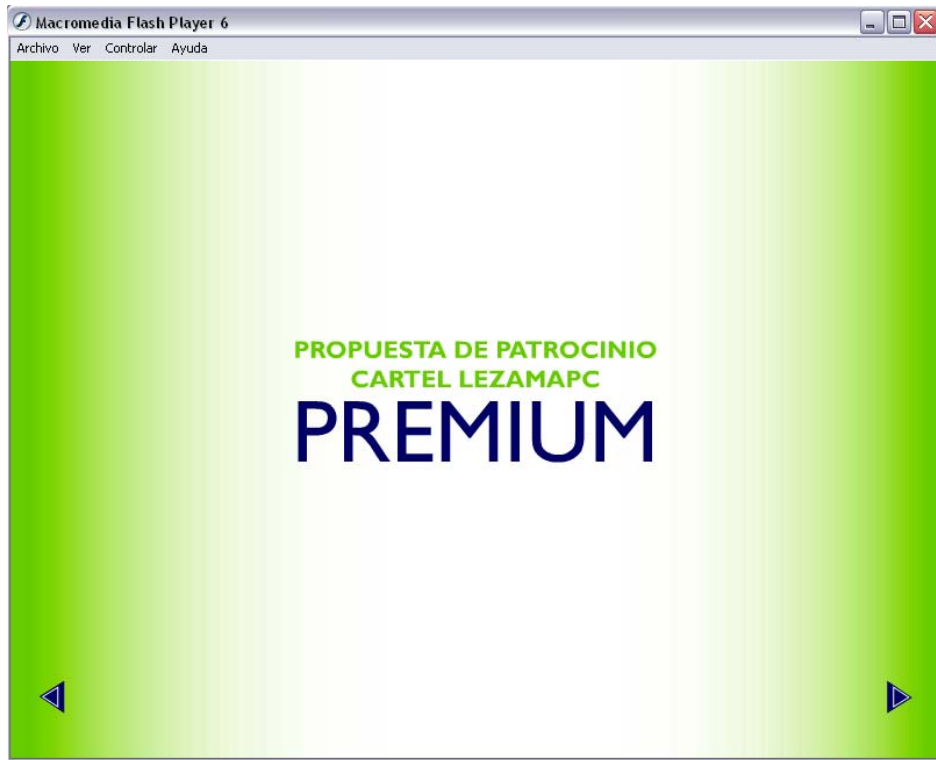 Macromedia Flash Player 6
Archivo Ver Controlar Ayuda
PROPUESTA DE PATROCINIO
CARTEL LEZAMAPC
PREMIUM